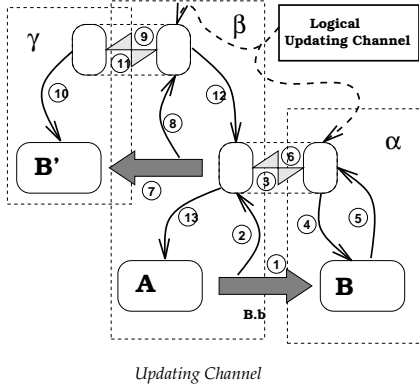 γ
β
Logical
Updating Channel
9
11
10
12
8
B'
7
α
6
3
13
2
4
5
1
A
B
B.b
Updating Channel